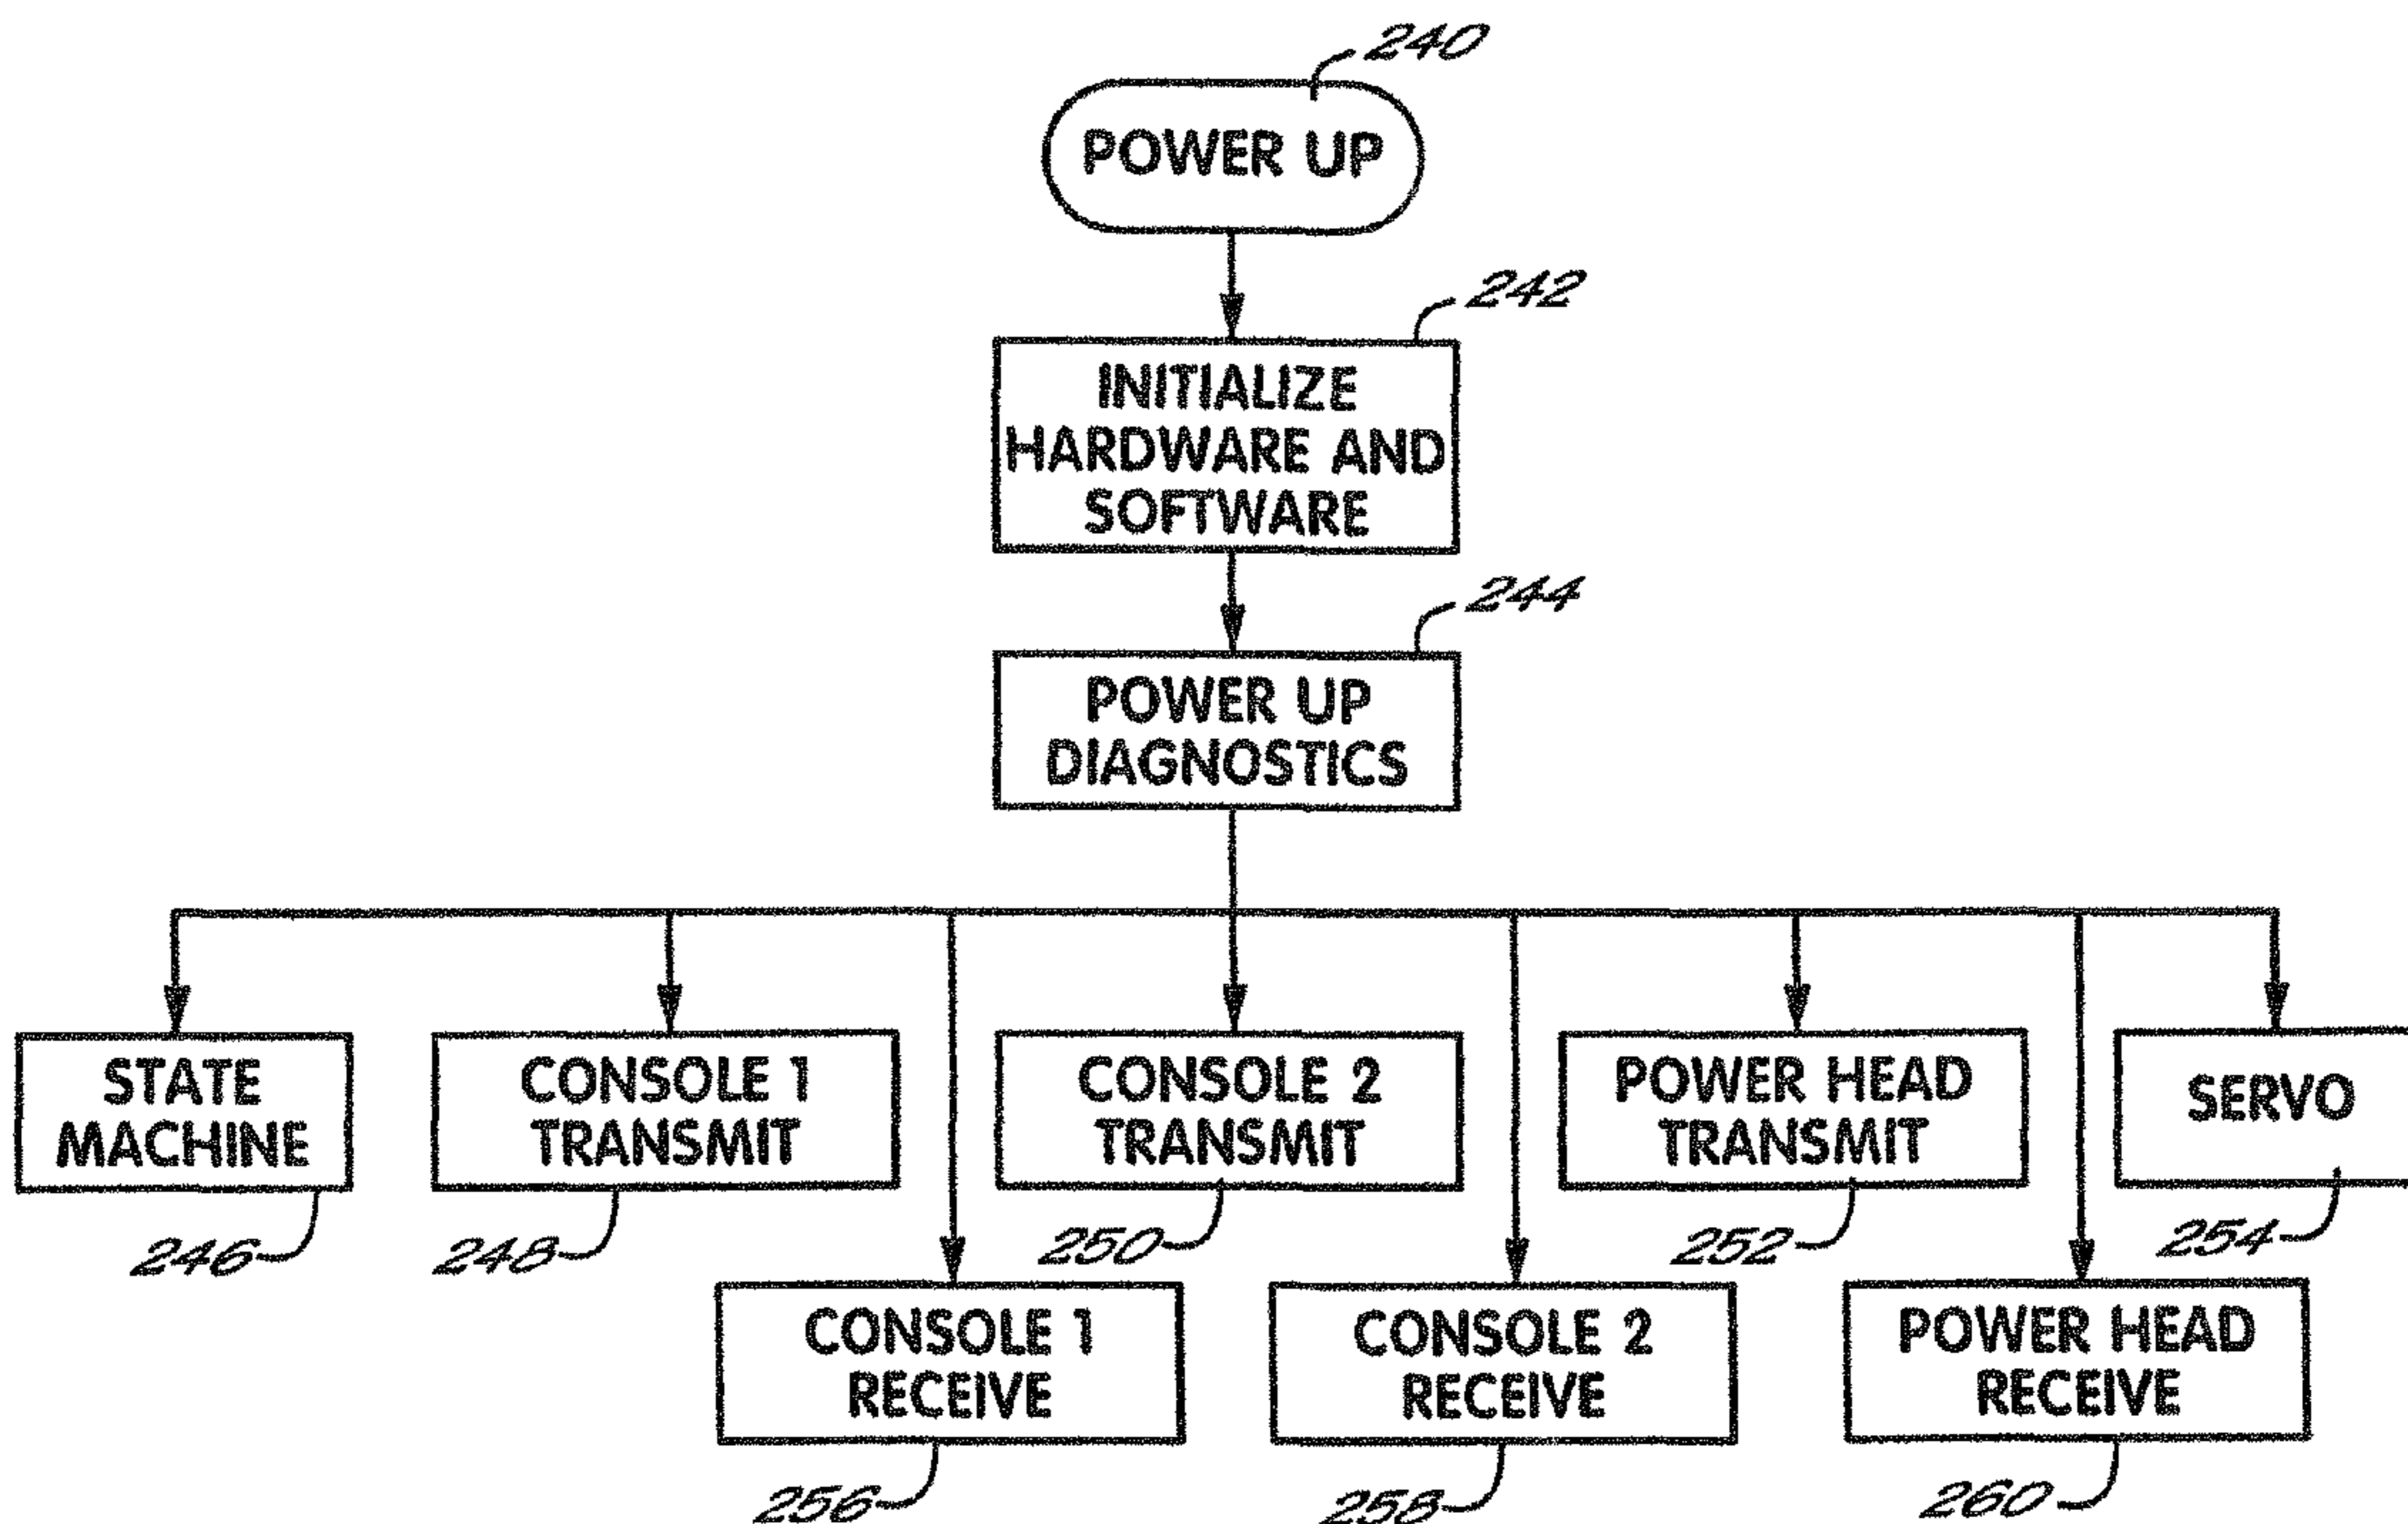 240
POWER UP
242
INITIALIZE
HARDWARE AND
SOFTWARE
244
POWER UP
DIAGNOSTICS
STATE
MACHINE
246
CONSOLE 1
TRANSMIT
248
CONSOLE 2
TRANSMIT
250
POWER HEAD
TRANSMIT
252
SERVO
254
CONSOLE 1
RECEIVE
256
CONSOLE 2
RECEIVE
258
POWER HEAD
RECEIVE
260